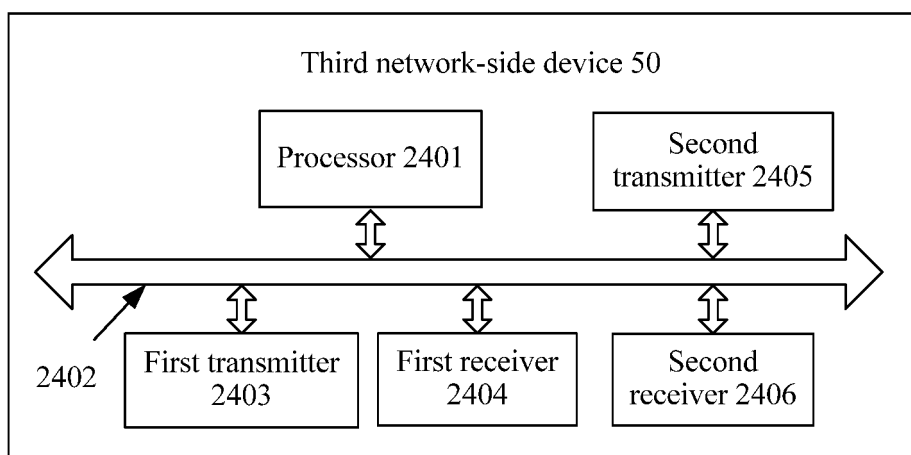 Third network-side device 50
Processor 2401
Second
transmitter 2405
2402
First transmitter
2403
First receiver
2404
Second
receiver 2406